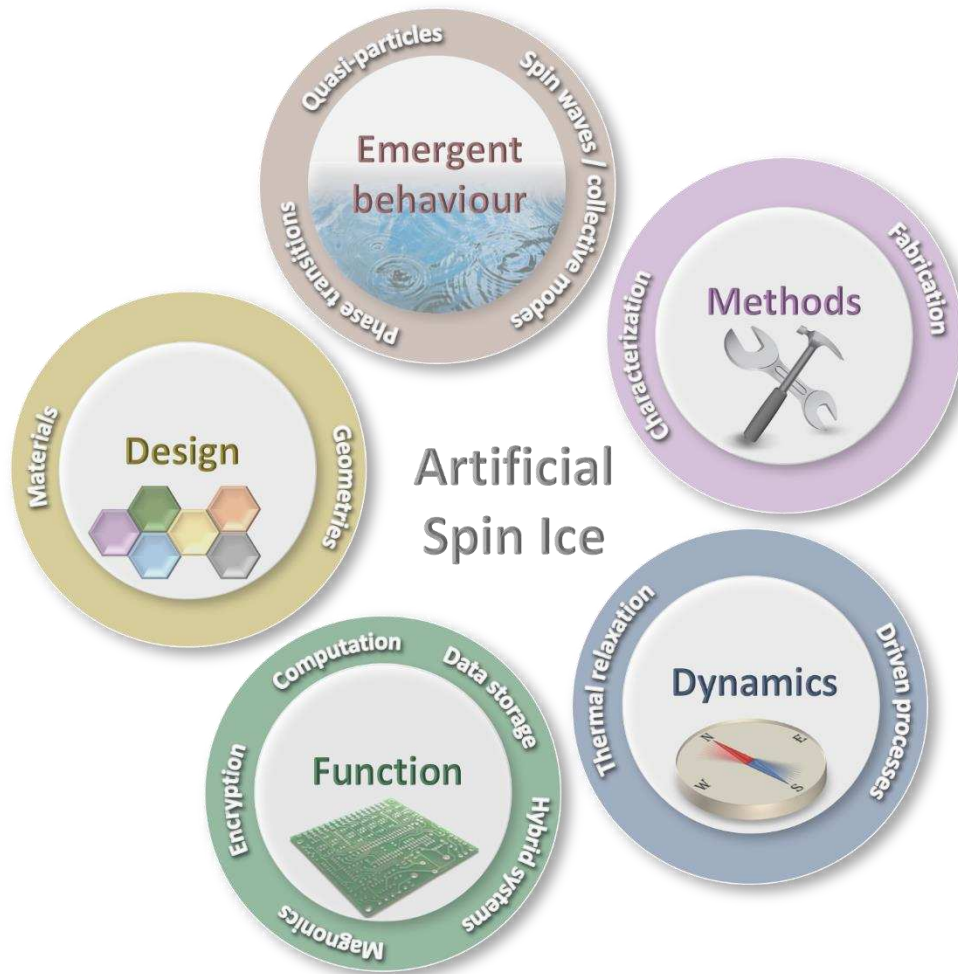 Quasi-particles
Spin waves / collective modes
Phase transitions
Emergent
behaviour
Characterization
Fabrication
Methods
Materials
Geometries
Design
Artificial
Spin Ice
Thermal relaxation
Driven processes
Dynamics
N
E
W
S
Computation
Data storage
Encryption
Hybrid systems
Magnonics
Function